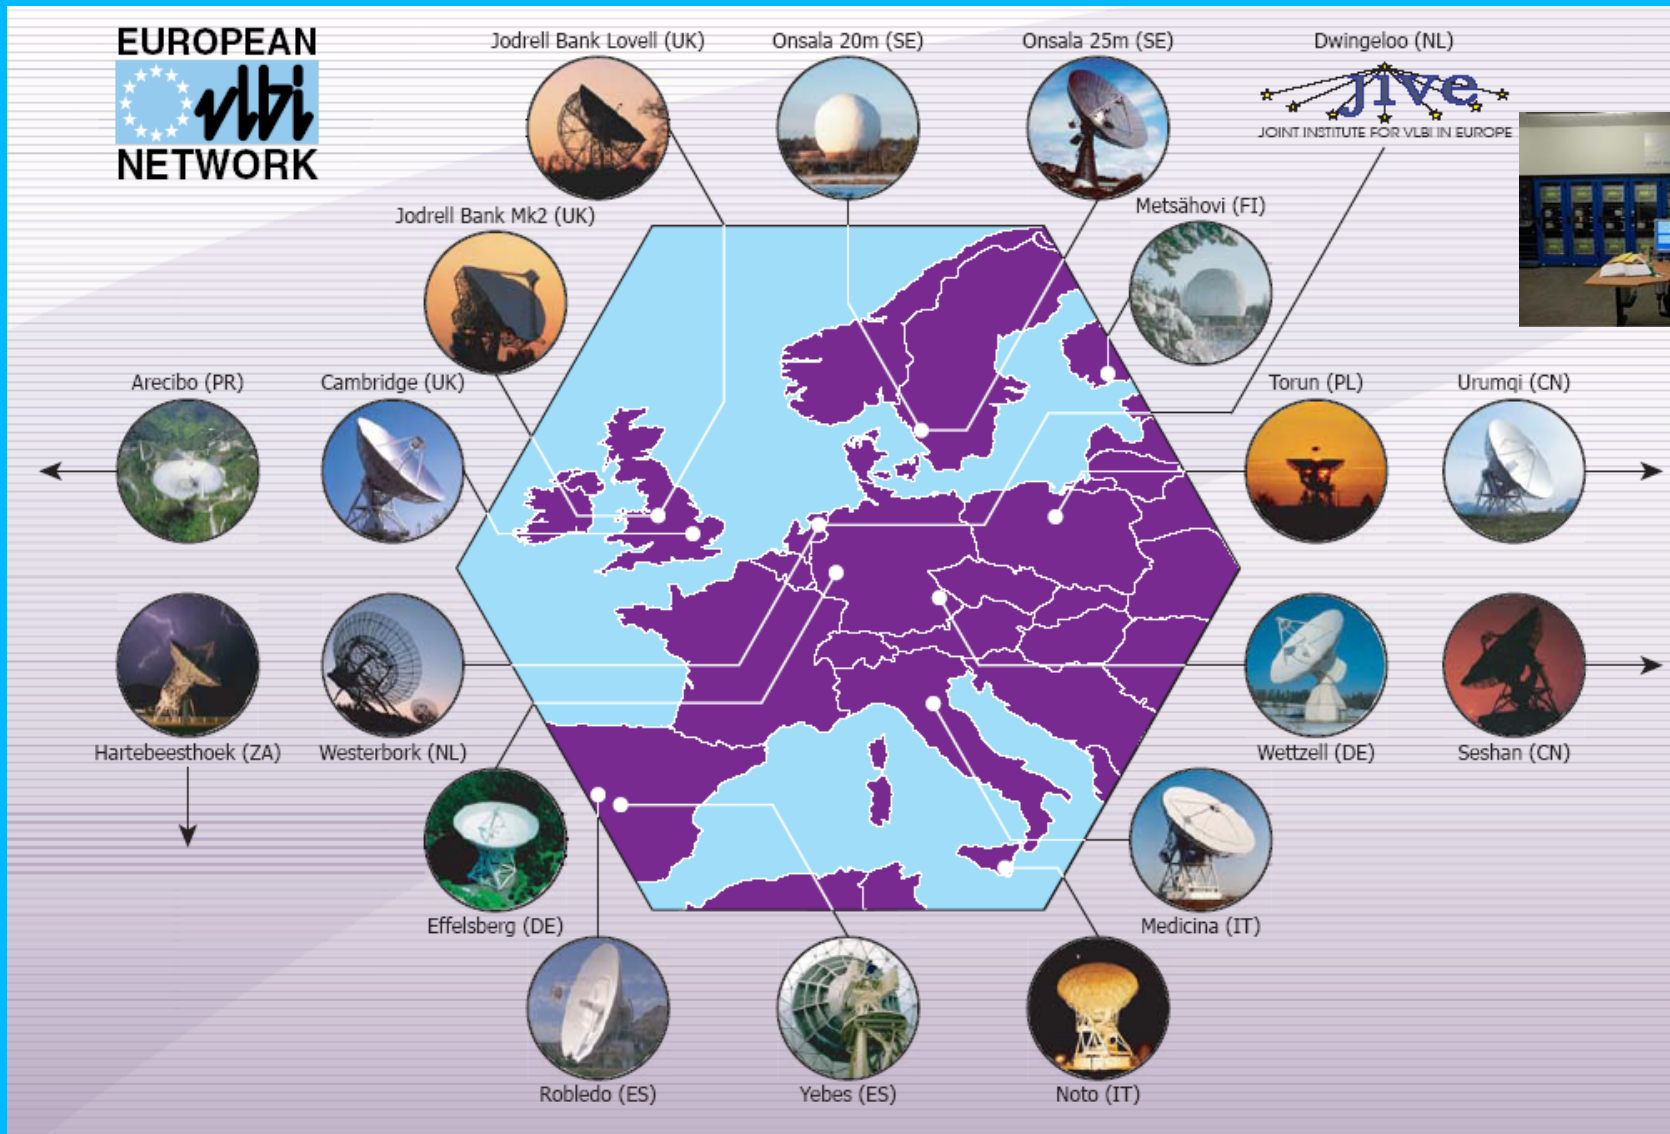 EUROPEAN
vlbi
NETWORK
Jodrell Bank Lovell (UK)
Onsala 20m (SE)
Onsala 25m (SE)
Dwingeloo (NL)
jive
JOINT INSTITUTE FOR VLBI IN EUROPE
Jodrell Bank Mk2 (UK)
Metsähovi (FI)
Arecibo (PR)
Cambridge (UK)
Torun (PL)
Urumqi (CN)
Hartebeesthoek (ZA)
Westerbork (NL)
Wettzell (DE)
Seshan (CN)
Effelsberg (DE)
Medicina (IT)
Robledo (ES)
Yebes (ES)
Noto (IT)